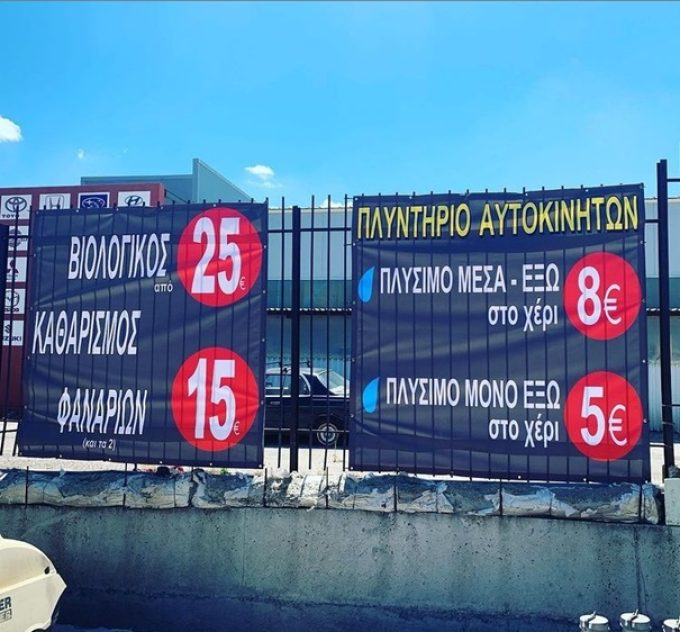 ΒΙΟΛΟΓΙΚΟΣ 25€
από
ΚΑΘΑΡΙΣΜΟΣ
ΦΑΝΑΡΙΩΝ 15€
(και τα 2)
ΠΛΥΝΤΗΡΙΟ ΑΥΤΟΚΙΝΗΤΩΝ
ΠΛΥΣΙΜΟ ΜΕΣΑ - ΕΞΩ
στο χέρι
8€
ΠΛΥΣΙΜΟ ΜΟΝΟ ΕΞΩ
στο χέρι
5€